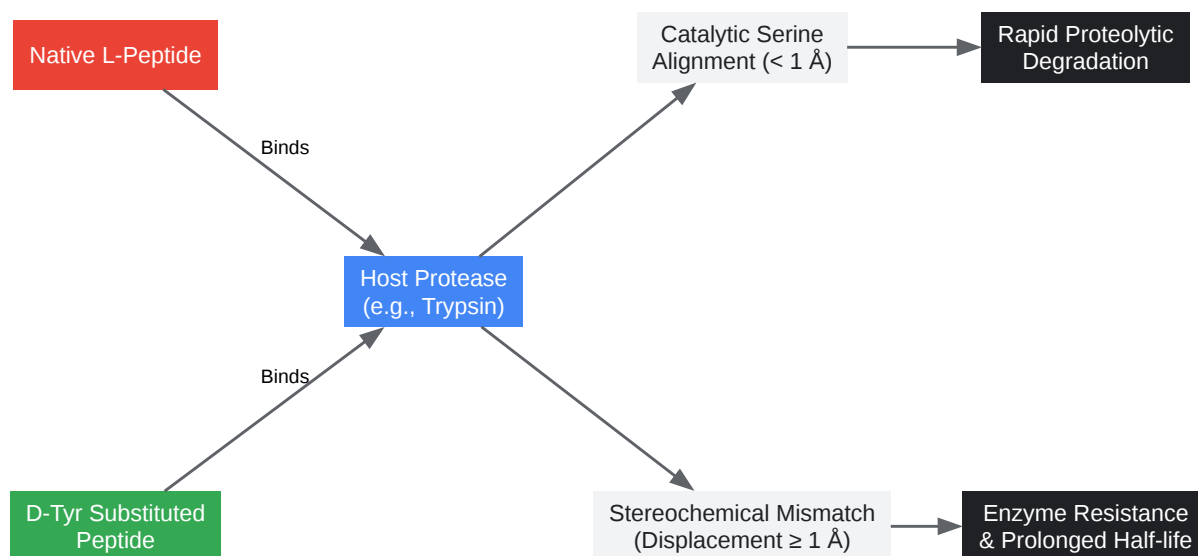 Native L-Peptide
Catalytic Serine
Alignment (< 1 Å)
Rapid Proteolytic
Degradation
Binds
Host Protease
(e.g., Trypsin)
Binds
D-Tyr Substituted
Peptide
Stereochemical Mismatch
(Displacement ≥ 1 Å)
Enzyme Resistance
& Prolonged Half-life